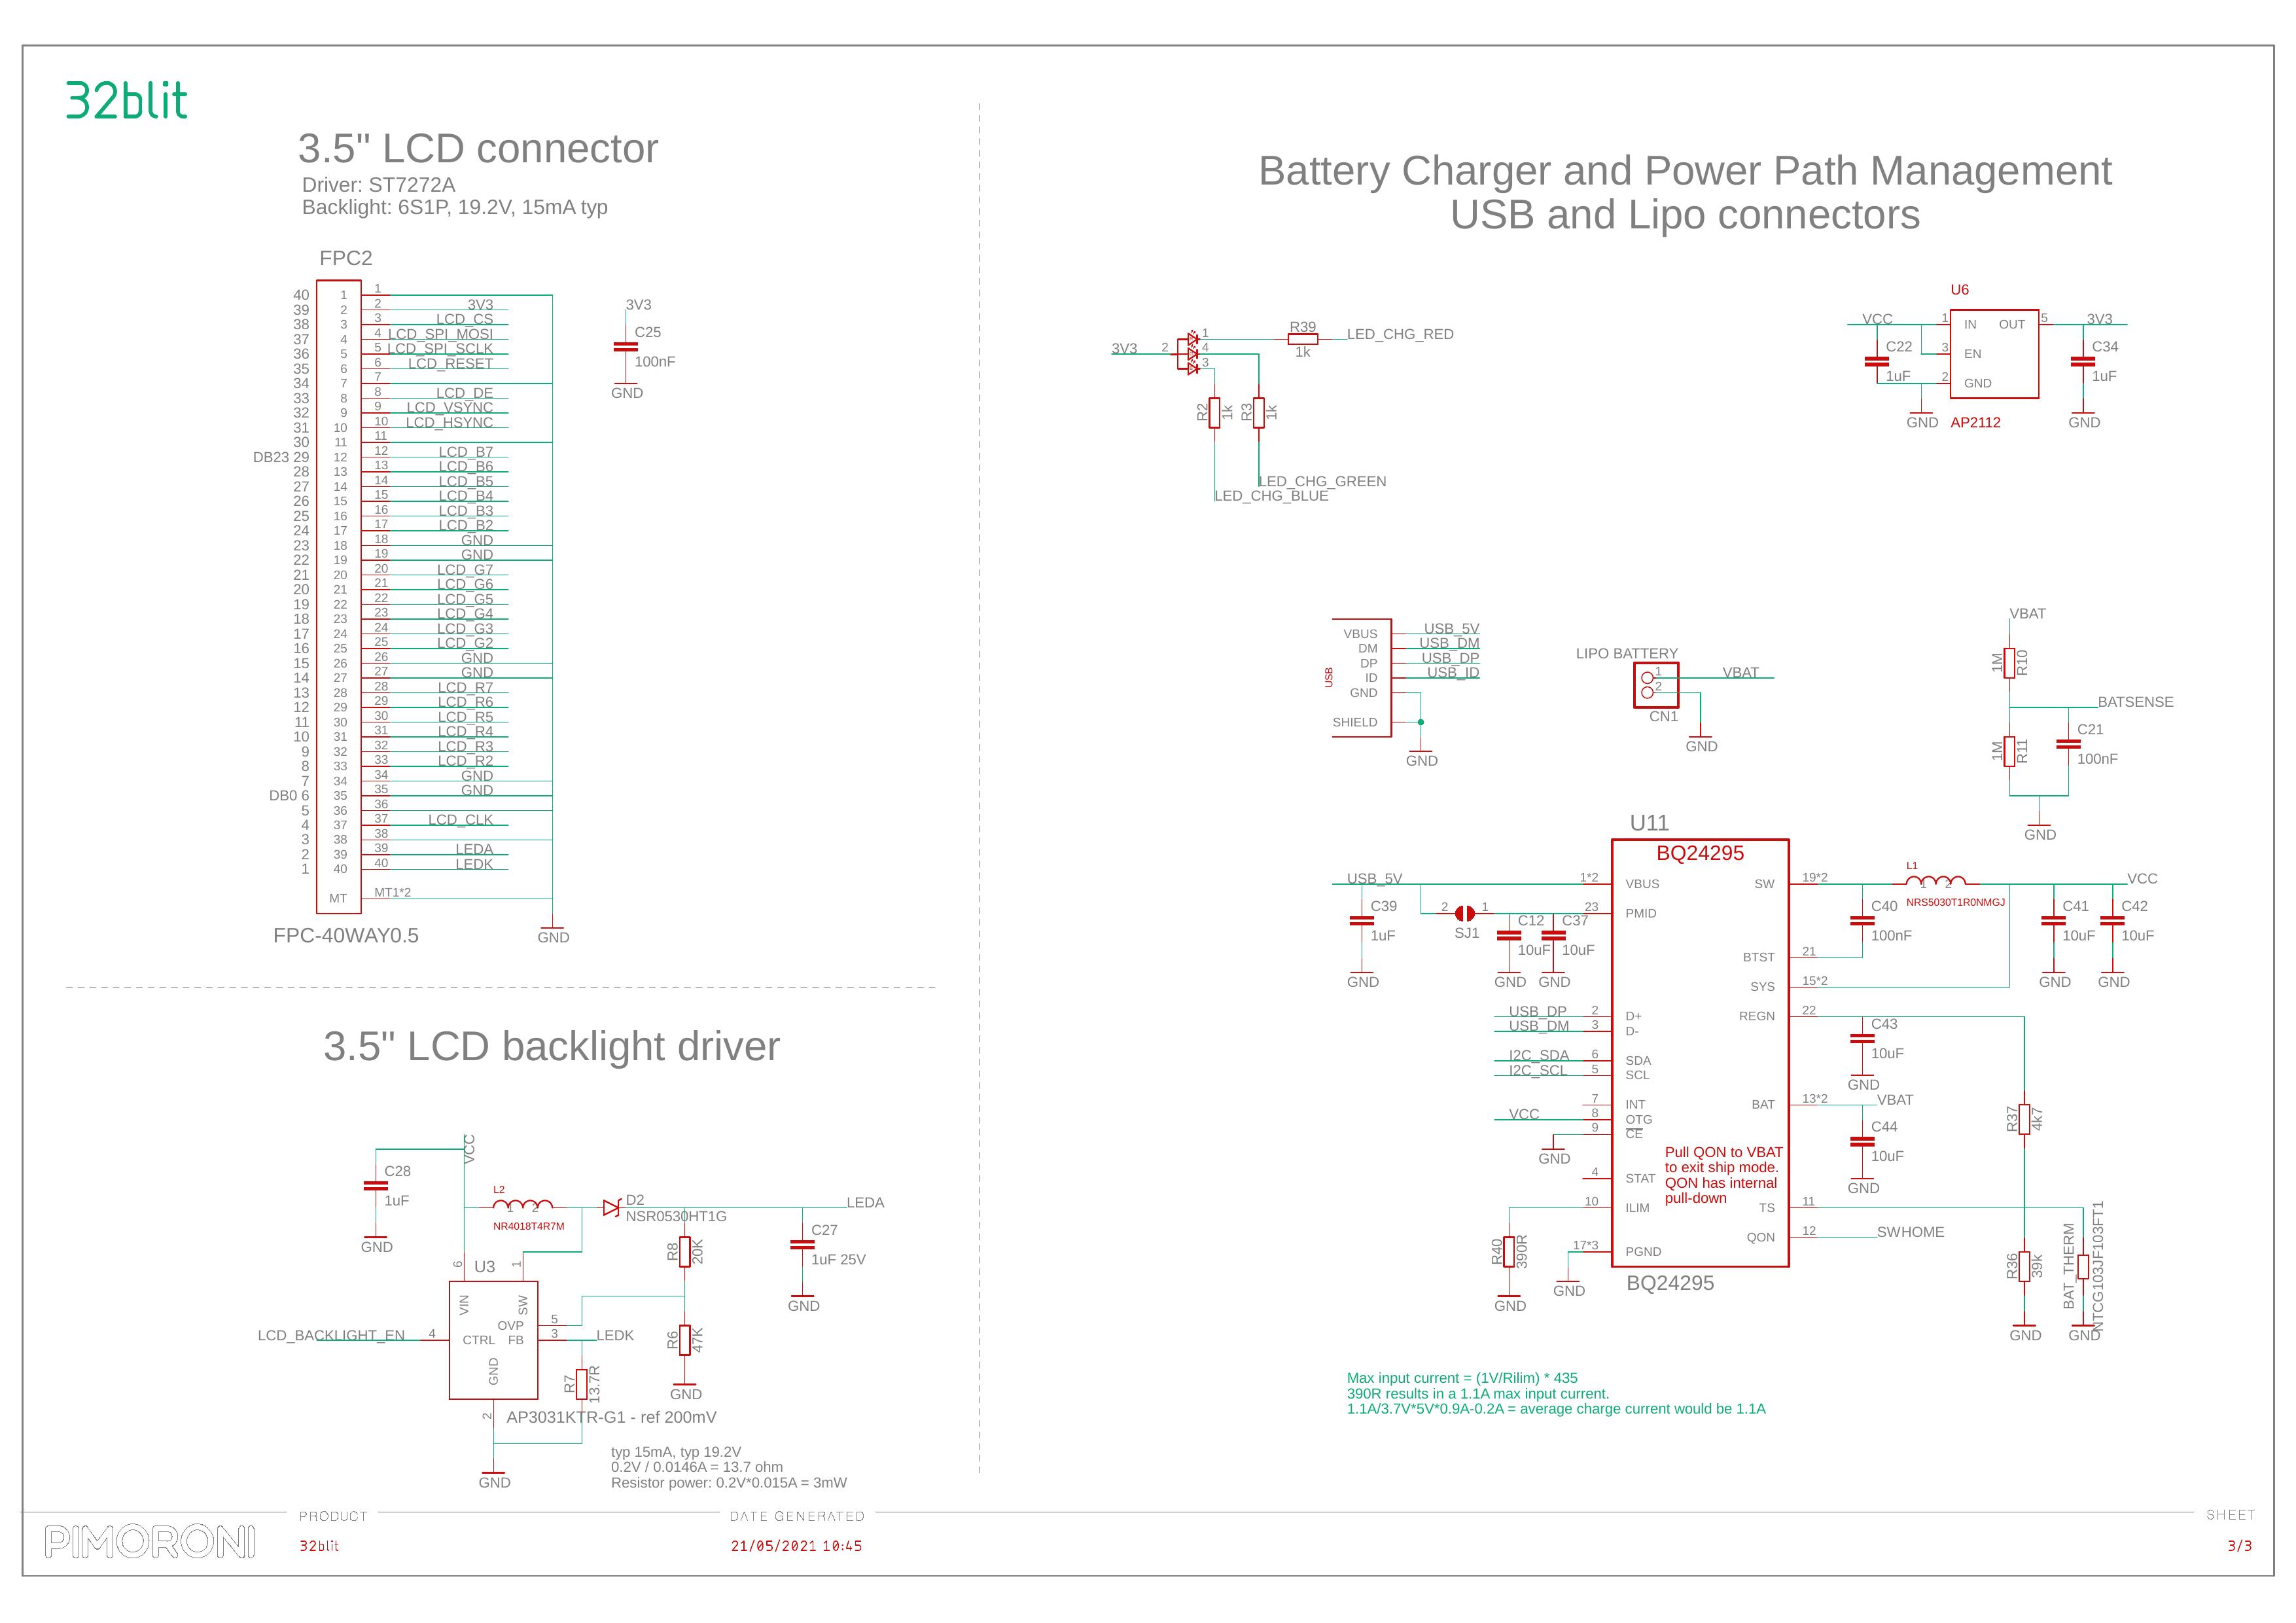 32blit
3.5" LCD connector
Driver: ST7272A
Backlight: 6S1P, 19.2V, 15mA typ
FPC2
40 1 1
39 2 2 3V3
38 3 3 LCD_CS
37 4 4 LCD_SPI_MOSI
36 5 5 LCD_SPI_SCLK
35 6 6 LCD_RESET
34 7 7
33 8 8 LCD_DE
32 9 9 LCD_VSYNC
31 10 10 LCD_HSYNC
30 11 11
DB23 29 12 12 LCD_B7
28 13 13 LCD_B6
27 14 14 LCD_B5
26 15 15 LCD_B4
25 16 16 LCD_B3
24 17 17 LCD_B2
23 18 18 GND
22 19 19 GND
21 20 20 LCD_G7
20 21 21 LCD_G6
19 22 22 LCD_G5
18 23 23 LCD_G4
17 24 24 LCD_G3
16 25 25 LCD_G2
15 26 26 GND
14 27 27 GND
13 28 28 LCD_R7
12 29 29 LCD_R6
11 30 30 LCD_R5
10 31 31 LCD_R4
9 32 32 LCD_R3
8 33 33 LCD_R2
7 34 34 GND
DB0 6 35 35 GND
5 36 36
4 37 37 LCD_CLK
3 38 38
2 39 39 LEDA
1 40 40 LEDK
MT MT1*2
FPC-40WAY0.5
GND
3V3
C25
100nF
GND
3.5" LCD backlight driver
VCC
C28
1uF
GND
L2
1 2
NR4018T4R7M
D2
NSR0530HT1G
LEDA
R8
20K
C27
1uF 25V
GND
6
U3
1
VIN
SW
OVP 5
LCD_BACKLIGHT_EN 4 CTRL FB 3 LEDK
GND
R6
47K
GND
R7
13.7R
2
AP3031KTR-G1 - ref 200mV
GND
typ 15mA, typ 19.2V
0.2V / 0.0146A = 13.7 ohm
Resistor power: 0.2V*0.015A = 3mW
Battery Charger and Power Path Management
USB and Lipo connectors
3V3 2
1
4
3
R39
1k
LED_CHG_RED
R2
1k
R3
1k
LED_CHG_GREEN
LED_CHG_BLUE
U6
VCC 1 IN OUT 5 3V3
C22
1uF
3 EN
2 GND
C34
1uF
GND AP2112 GND
USB
VBUS USB_5V
DM USB_DM
DP USB_DP
ID USB_ID
GND
SHIELD
GND
LIPO BATTERY
1 VBAT
2
CN1
GND
VBAT
1M
R10
BATSENSE
1M
R11
C21
100nF
GND
U11
BQ24295
USB_5V 1*2 VBUS
C39
1uF
GND
2 1
SJ1
23 PMID
C12
10uF
GND
C37
10uF
GND
USB_DP 2 D+
USB_DM 3 D-
I2C_SDA 6 SDA
I2C_SCL 5 SCL
7 INT
VCC 8 OTG
9 CE
GND
4 STAT
10 ILIM
R40
390R
GND
17*3 PGND
GND
Pull QON to VBAT
to exit ship mode.
QON has internal
pull-down
BQ24295
SW 19*2
L1
1 2
NRS5030T1R0NMGJ
VCC
C40
100nF
C41
10uF
GND
C42
10uF
GND
BTST 21
SYS 15*2
REGN 22
C43
10uF
GND
BAT 13*2 VBAT
C44
10uF
GND
R37
4k7
TS 11
QON 12 SWHOME
R36
39k
GND
BAT_THERM
NTCG103JF103FT1
GND
Max input current = (1V/Rilim) * 435
390R results in a 1.1A max input current.
1.1A/3.7V*5V*0.9A-0.2A = average charge current would be 1.1A
PIMORONI
PRODUCT
32blit
DATE GENERATED
21/05/2021 10:45
SHEET
3/3